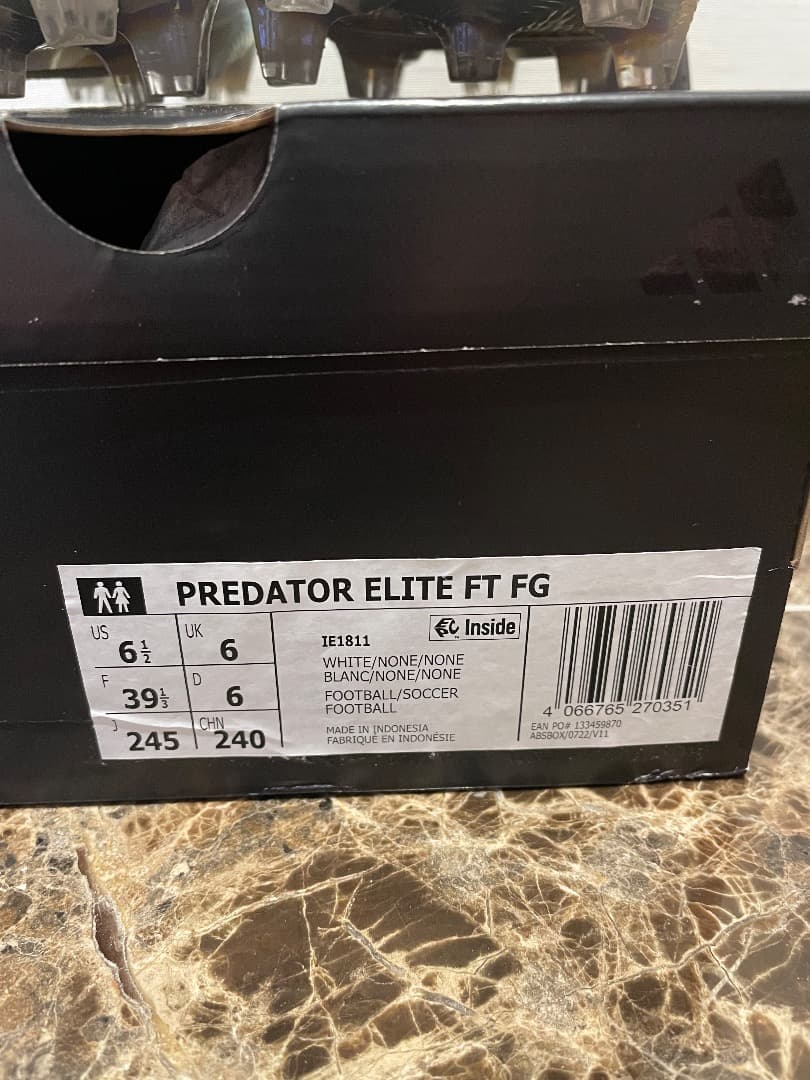 PREDATOR ELITE FT FG
US 6½ UK 6
F 39⅓ D 6
J 245 CHN 240
Inside
IE1811
WHITE/NONE/NONE
BLANC/NONE/NONE
FOOTBALL/SOCCER
FOOTBALL
MADE IN INDONESIA
FABRIQUÉ EN INDONÉSIE
4 066765 270351
EAN PO# 133459870
ABSBOX/0722/V11